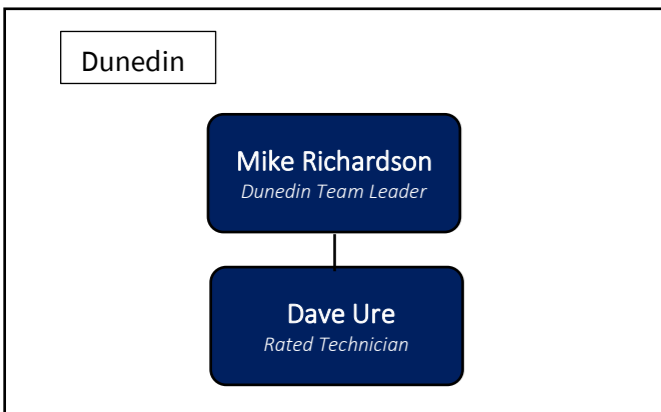 Dunedin
Mike Richardson
Dunedin Team Leader
Dave Ure
Rated Technician